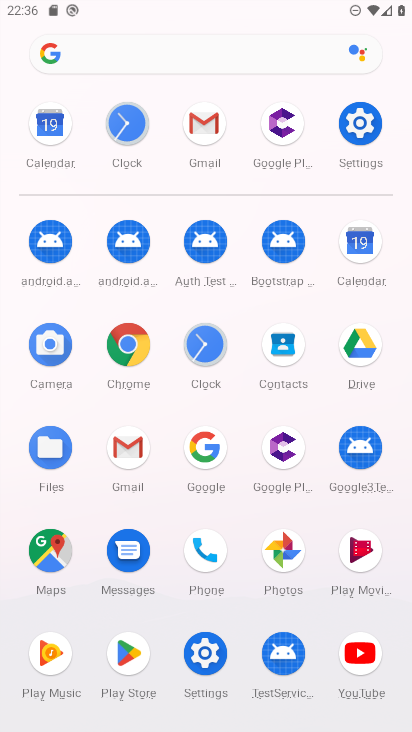 22:36
Calendar Clock Gmail Google Pl... Settings
android.a... android.a... Auth Test ... Bootstrap ... Calendar
Camera Chrome Clock Contacts Drive
Files Gmail Google Google Pl... Google3Te...
Maps Messages Phone Photos Play Movi...
Play Music Play Store Settings TestServic... YouTube